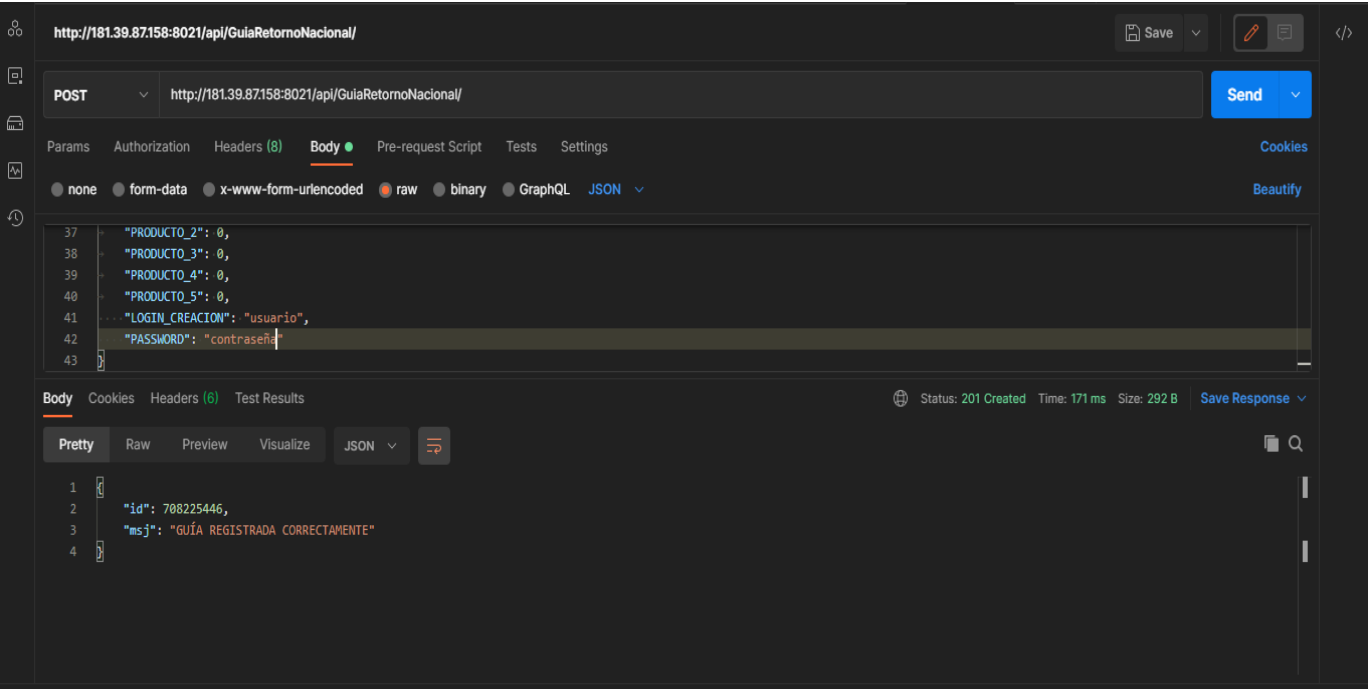 http://181.39.87.158:8021/api/GuiaRetornoNacional/
Save
POST
http://181.39.87.158:8021/api/GuiaRetornoNacional/
Send
Params Authorization Headers (8) Body Pre-request Script Tests Settings
Cookies
none form-data x-www-form-urlencoded raw binary GraphQL JSON
Beautify
37 "PRODUCTO_2": 0,
38 "PRODUCTO_3": 0,
39 "PRODUCTO_4": 0,
40 "PRODUCTO_5": 0,
41 "LOGIN_CREACION": "usuario",
42 "PASSWORD": "contraseña"
43 }
Body Cookies Headers (6) Test Results
Status: 201 Created Time: 171 ms Size: 292 B Save Response
Pretty Raw Preview Visualize JSON
1 {
2 "id": 708225446,
3 "msj": "GUÍA REGISTRADA CORRECTAMENTE"
4 }